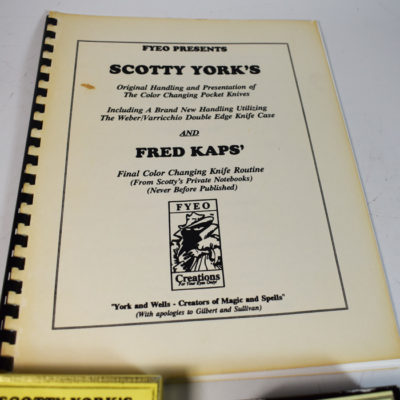 FYEO PRESENTS
SCOTTY YORK'S
Original Handling and Presentation of
The Color Changing Pocket Knives
Including A Brand New Handling Utilizing
The Weber/Varricchio Double Edge Knife Case
AND
FRED KAPS'
Final Color Changing Knife Routine
(From Scotty's Private Notebooks)
(Never Before Published)
FYEO
Creations
For Your Eyes Only!
"York and Wells - Creators of Magic and Spells"
(With apologies to Gilbert and Sullivan)
SCOTTY YORK'S